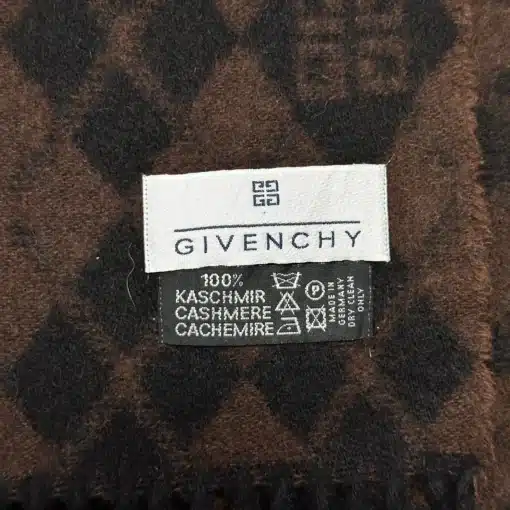 GIVENCHY
100%
KASCHMIR
CASHMERE
CACHEMIRE
P
MADE IN
GERMANY
DRY CLEAN
ONLY